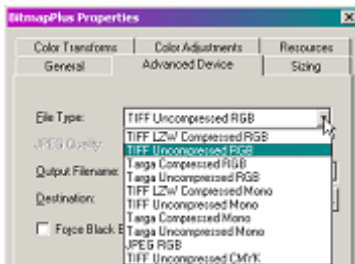 BitmapPlus Properties
Color Transforms Color Adjustments Resources
General Advanced Device Sizing
File Type: TIFF Uncompressed RGB
JPEG Quality: TIFF LZW Compressed RGB
TIFF Uncompressed RGB
Targa Compressed RGB
Output Filename: Targa Uncompressed RGB
TIFF LZW Compressed Mono
Destination: TIFF Uncompressed Mono
Targa Compressed Mono
Force Black Targa Uncompressed Mono
JPEG RGB
TIFF Uncompressed CMYK